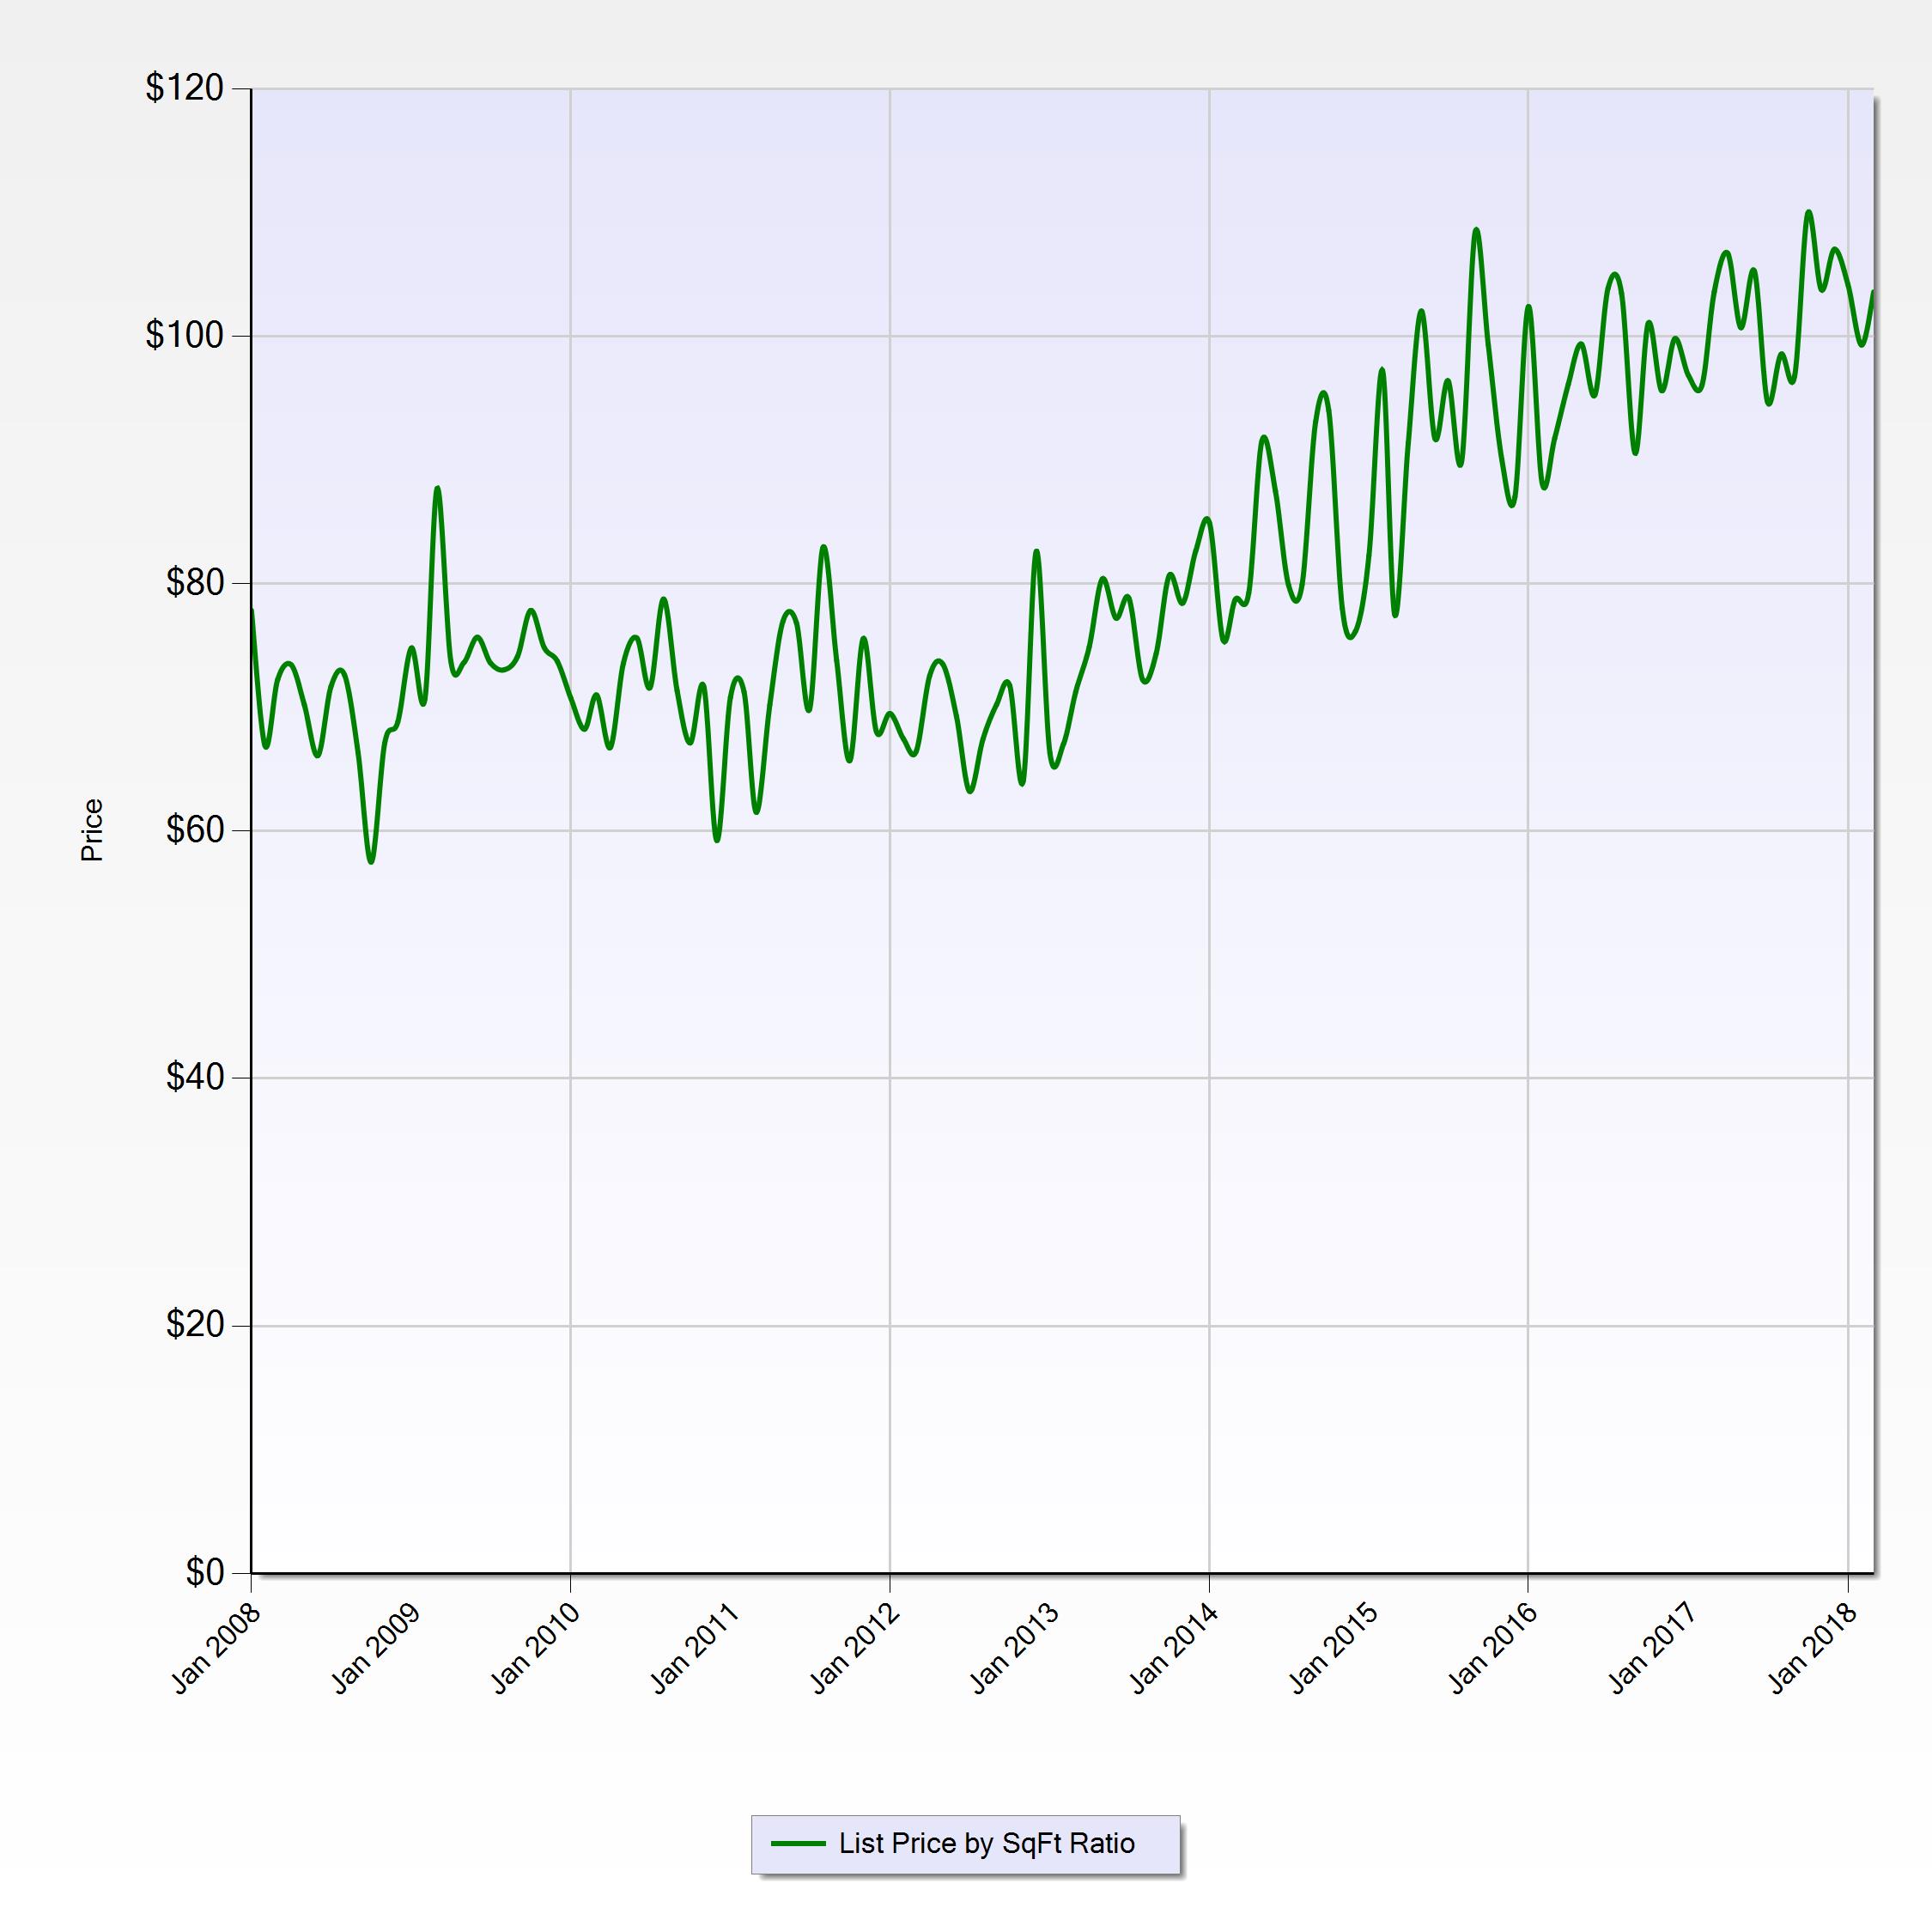 $120
$100
$80
$60
$40
$20
$0
Price
Jan 2008
Jan 2009
Jan 2010
Jan 2011
Jan 2012
Jan 2013
Jan 2014
Jan 2015
Jan 2016
Jan 2017
Jan 2018
List Price by SqFt Ratio